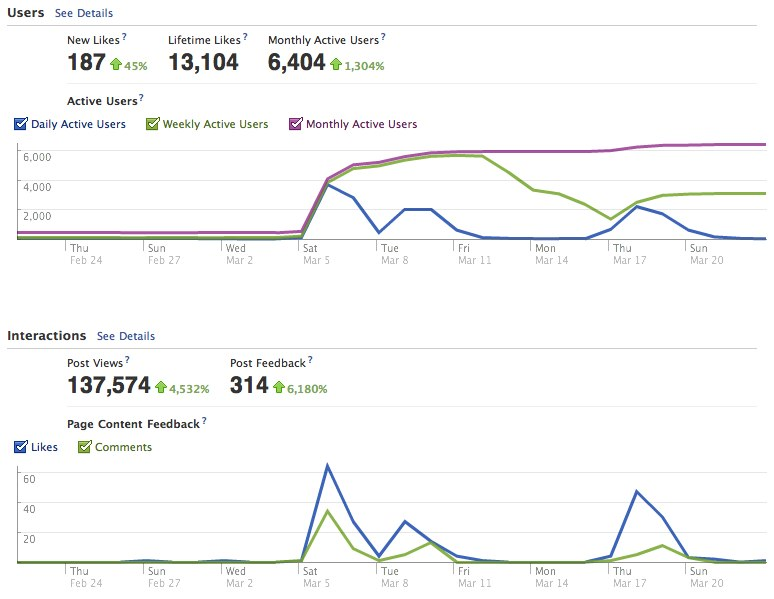 Users See Details
New Likes? Lifetime Likes? Monthly Active Users?
187 45% 13,104 6,404 1,304%
Active Users?
Daily Active Users Weekly Active Users Monthly Active Users
6,000
4,000
2,000
Thu Sun Wed Sat Tue Fri Mon Thu Sun
Feb 24 Feb 27 Mar 2 Mar 5 Mar 8 Mar 11 Mar 14 Mar 17 Mar 20
Interactions See Details
Post Views? Post Feedback?
137,574 4,532% 314 6,180%
Page Content Feedback?
Likes Comments
60
40
20
Thu Sun Wed Sat Tue Fri Mon Thu Sun
Feb 24 Feb 27 Mar 2 Mar 5 Mar 8 Mar 11 Mar 14 Mar 17 Mar 20